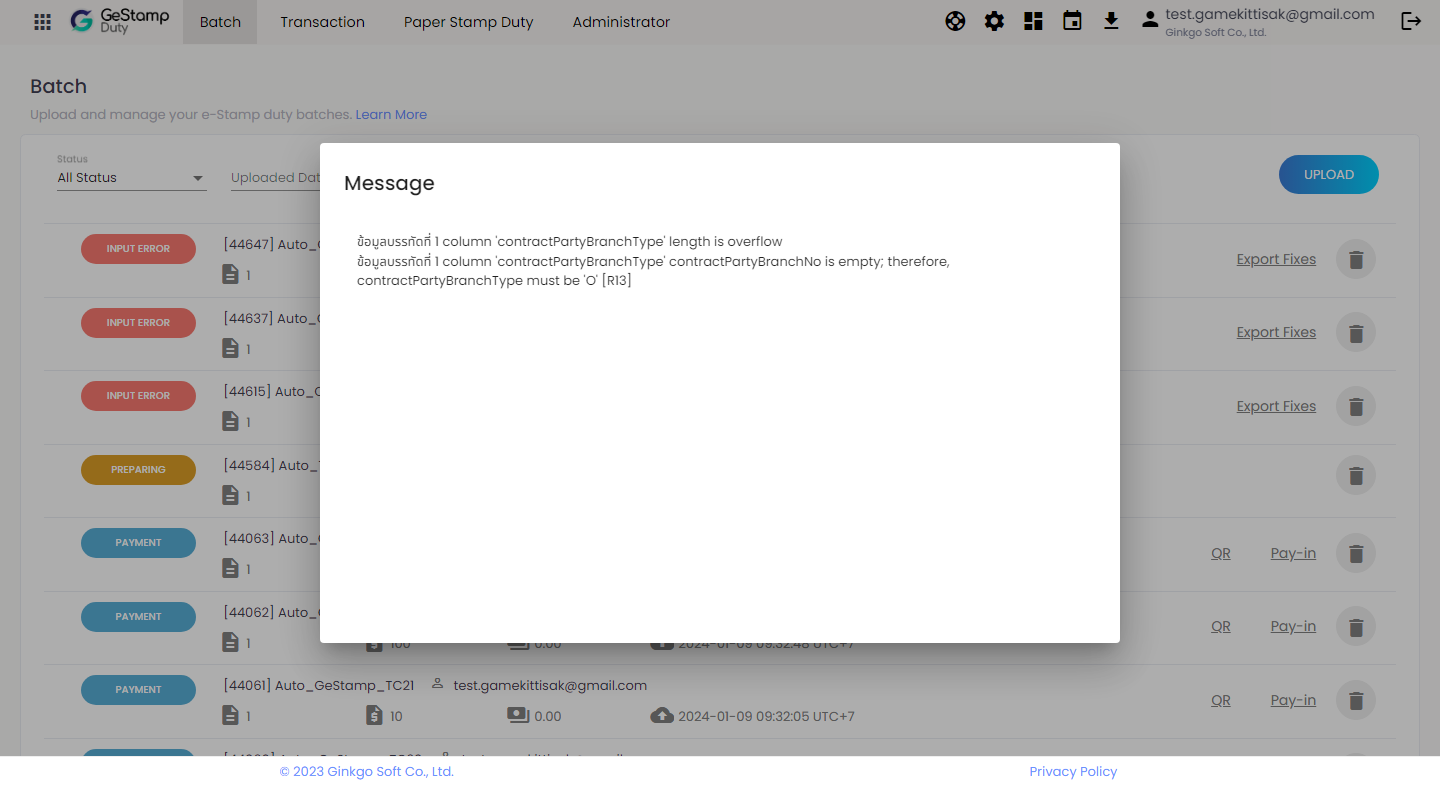 GeStamp
Duty
Batch
Transaction
Paper Stamp Duty
Administrator
test.gamekittisak@gmail.com
Ginkgo Soft Co., Ltd.
Batch
Upload and manage your e-Stamp duty batches. Learn More
Status
All Status
Uploaded Dat
UPLOAD
Message
ข้อมูลบรรทัดที่ 1 column 'contractPartyBranchType' length is overflow
ข้อมูลบรรทัดที่ 1 column 'contractPartyBranchType' contractPartyBranchNo is empty; therefore,
contractPartyBranchType must be 'O' [R13]
INPUT ERROR
[44647] Auto_
1
Export Fixes
INPUT ERROR
[44637] Auto_
1
Export Fixes
INPUT ERROR
[44615] Auto_
1
Export Fixes
PREPARING
[44584] Auto_
1
PAYMENT
[44063] Auto_
1
QR
Pay-in
PAYMENT
[44062] Auto_
1
100
0.00
2024-01-09 09:32:48 UTC+7
QR
Pay-in
PAYMENT
[44061] Auto_GeStamp_TC21
test.gamekittisak@gmail.com
1
10
0.00
2024-01-09 09:32:05 UTC+7
QR
Pay-in
© 2023 Ginkgo Soft Co., Ltd.
Privacy Policy